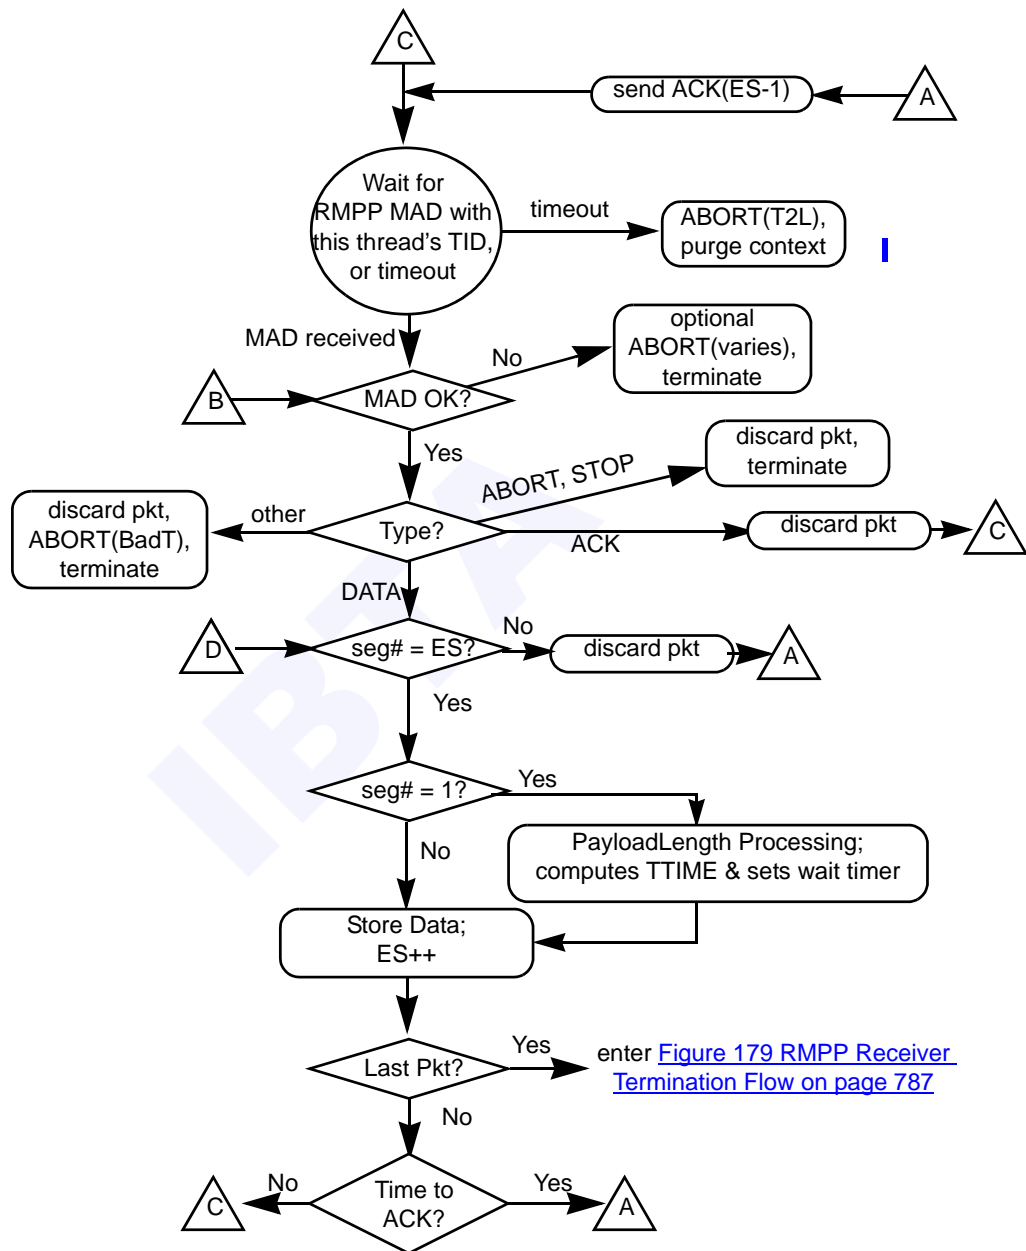 C
send ACK(ES-1)
A
Wait for
RMPP MAD with
this thread's TID,
or timeout
timeout
ABORT(T2L),
purge context
MAD received
No
optional
ABORT(varies),
terminate
B
MAD OK?
Yes
ABORT, STOP
discard pkt,
terminate
discard pkt,
ABORT(BadT),
terminate
other
Type?
ACK
discard pkt
C
DATA
D
seg# = ES?
No
discard pkt
A
Yes
seg# = 1?
Yes
No
PayloadLength Processing;
computes TTIME & sets wait timer
Store Data;
ES++
Last Pkt?
Yes
enter Figure 179 RMPP Receiver
Termination Flow on page 787
No
C
No
Time to
ACK?
Yes
A
IBTA